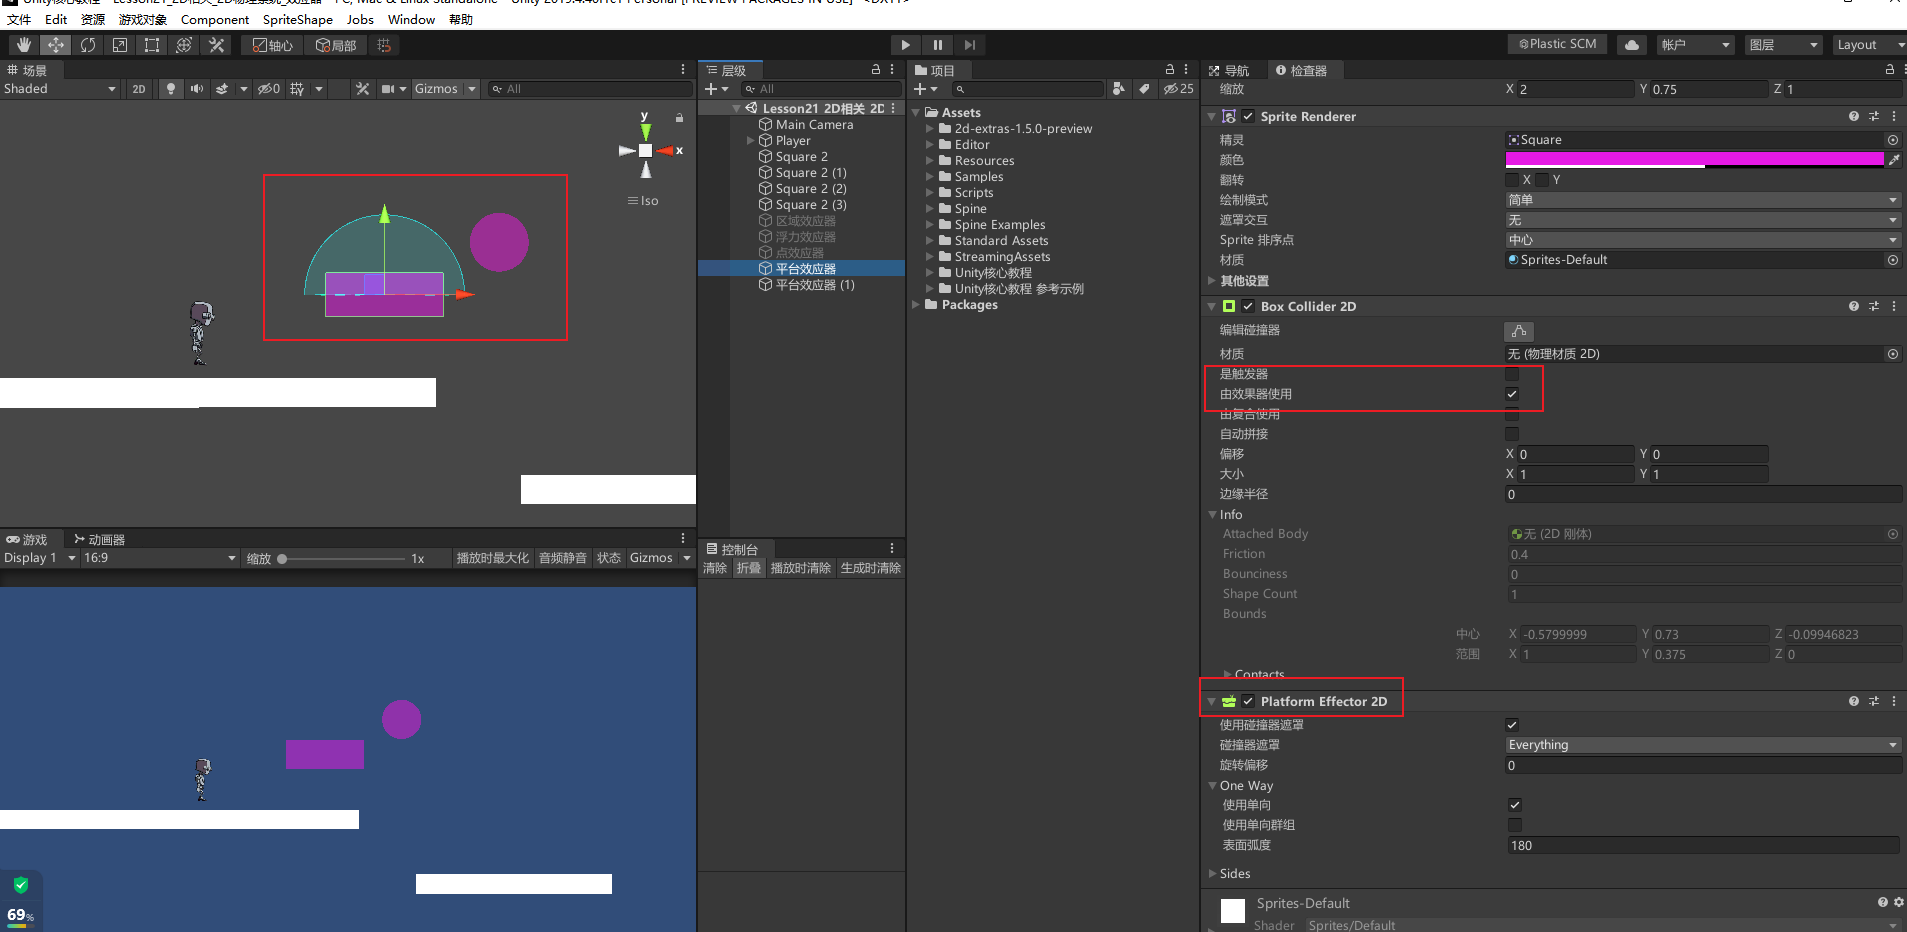 文件 Edit 资源 游戏对象 Component SpriteShape Jobs Window 帮助
轴心 局部 Plastic SCM 帐户 图层 Layout
场景
Shaded 2D 0 Gizmos All
y
x
Iso
层级
All
Lesson21 2D相关 2D
Main Camera
Player
Square 2
Square 2 (1)
Square 2 (2)
Square 2 (3)
区域效应器
浮力效应器
点效应器
平台效应器
平台效应器 (1)
项目
25
Assets
2d-extras-1.5.0-preview
Editor
Resources
Samples
Scripts
Spine
Spine Examples
Standard Assets
StreamingAssets
Unity核心教程
Unity核心教程 参考示例
Packages
游戏 动画器
Display 1 16:9 缩放 1x 播放时最大化 音频静音 状态 Gizmos
69%
控制台
清除 折叠 播放时清除 生成时清除
导航 检查器
缩放 X 2 Y 0.75 Z 1
Sprite Renderer
精灵 Square
颜色
翻转 X Y
绘制模式 简单
遮罩交互 无
Sprite 排序点 中心
材质 Sprites-Default
其他设置
Box Collider 2D
编辑碰撞器
材质 无 (物理材质 2D)
是触发器
由效果器使用
由复合使用
自动拼接
偏移 X 0 Y 0
大小 X 1 Y 1
边缘半径 0
Info
Attached Body 无 (2D 刚体)
Friction 0.4
Bounciness 0
Shape Count 1
Bounds
中心 X -0.5799999 Y 0.73 Z -0.09946823
范围 X 1 Y 0.375 Z 0
Contacts
Platform Effector 2D
使用碰撞器遮罩
碰撞器遮罩 Everything
旋转偏移 0
One Way
使用单向
使用单向群组
表面弧度 180
Sides
Sprites-Default
Shader Sprites/Default